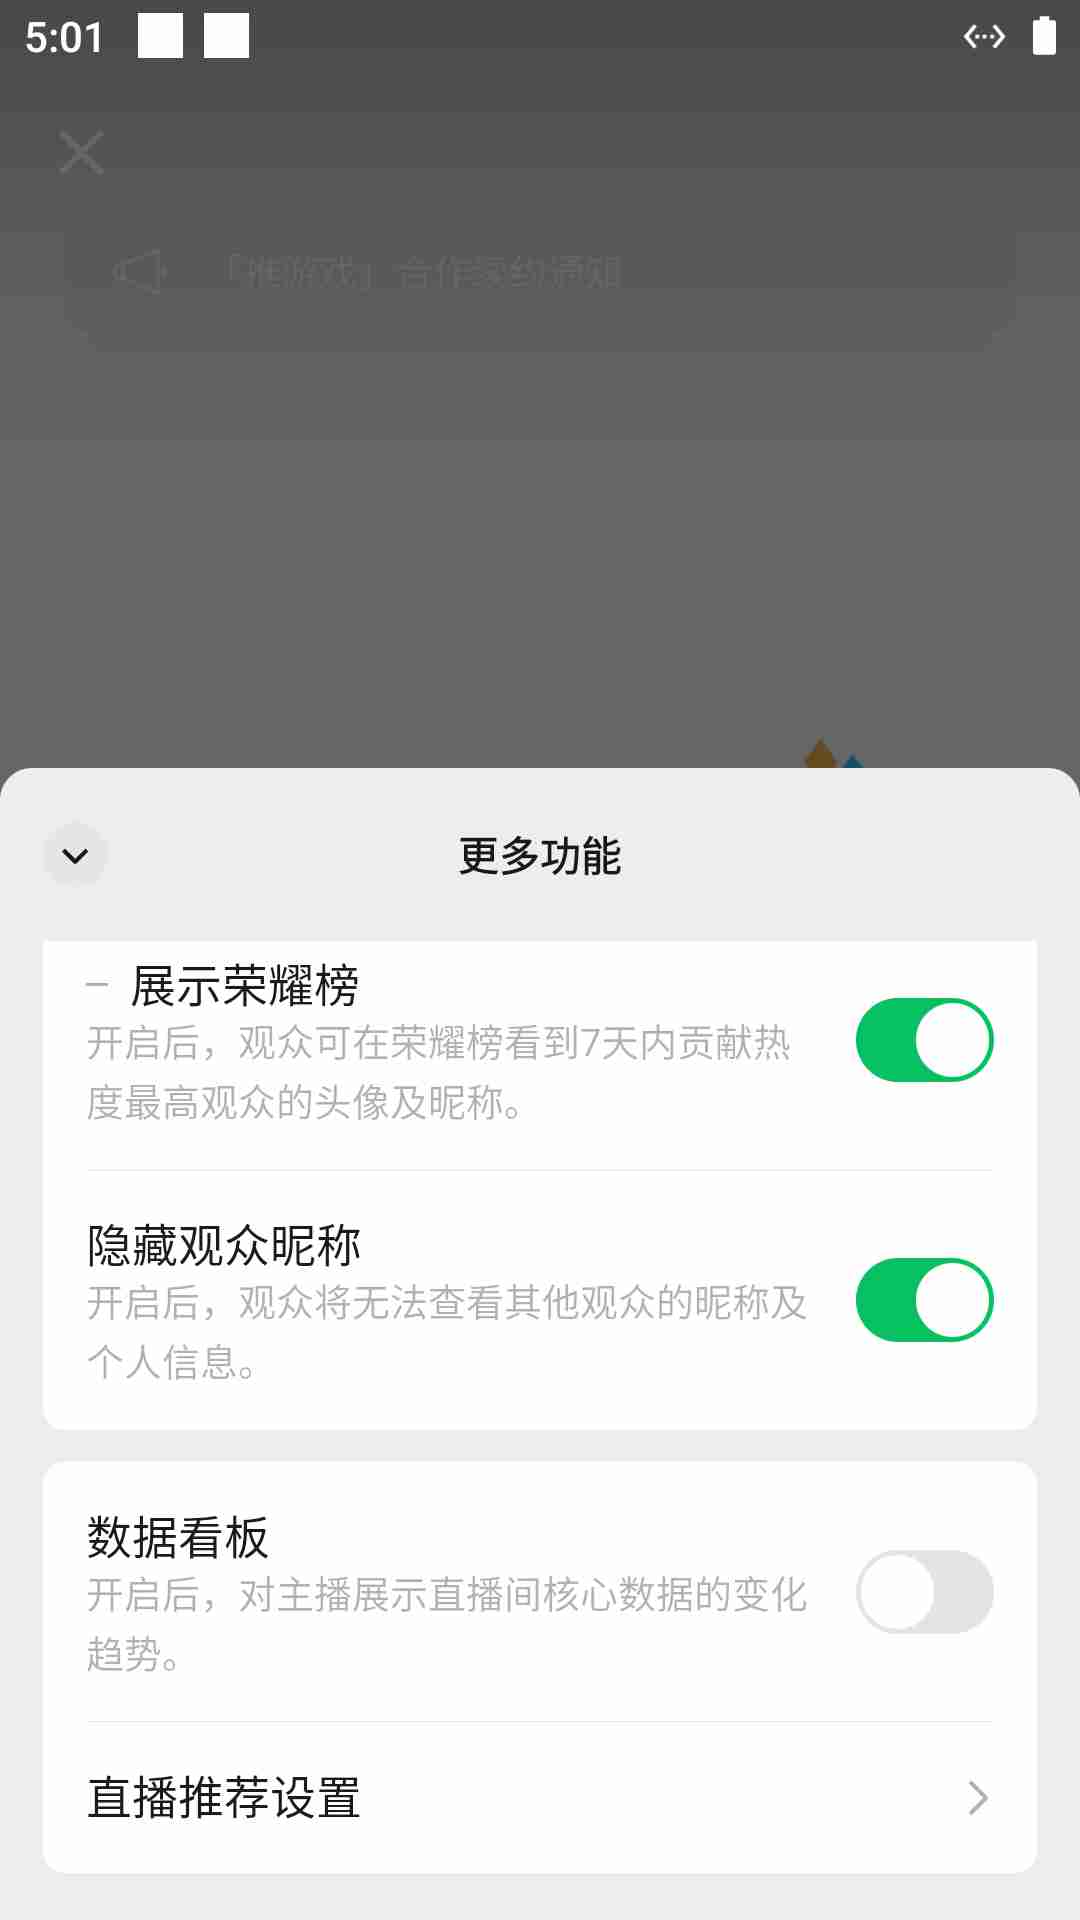 5:01
「推游戏」合作续约通知
更多功能
展示荣耀榜
开启后，观众可在荣耀榜看到7天内贡献热
度最高观众的头像及昵称。
隐藏观众昵称
开启后，观众将无法查看其他观众的昵称及
个人信息。
数据看板
开启后，对主播展示直播间核心数据的变化
趋势。
直播推荐设置